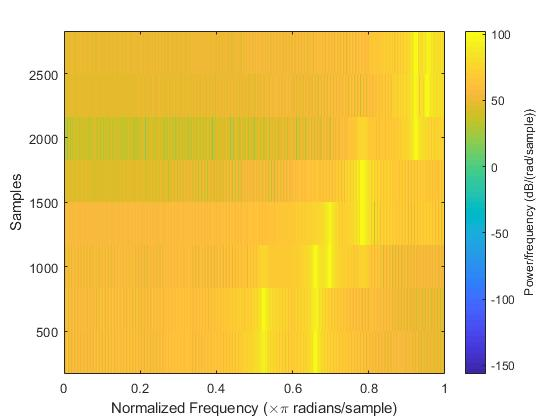 100
50
0
-50
-100
-150
Power/frequency (dB/(rad/sample))
2500
2000
1500
1000
500
Samples
0 0.2 0.4 0.6 0.8 1
Normalized Frequency (×π radians/sample)